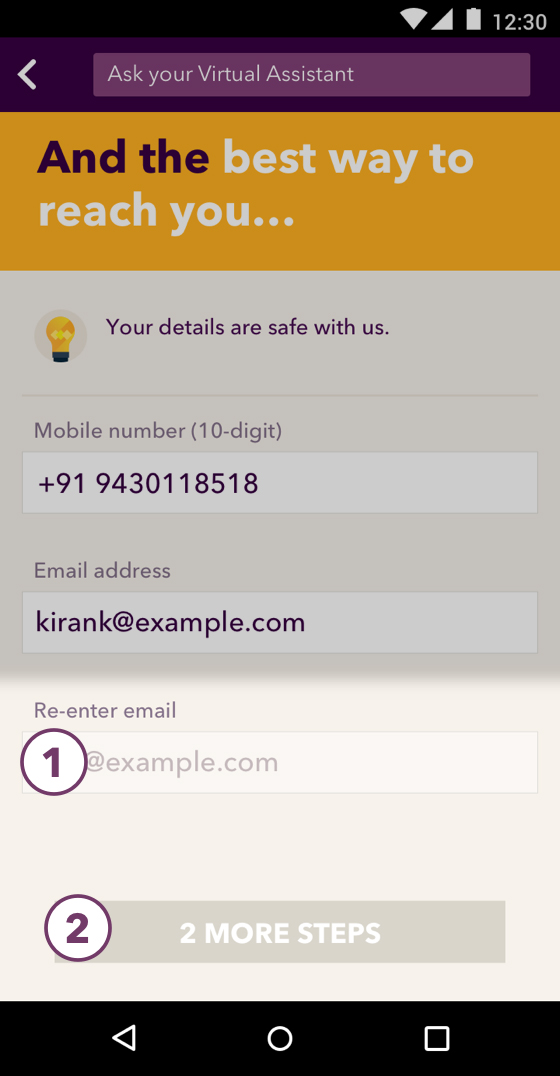 12:30
Ask your Virtual Assistant
And the best way to
reach you...
Your details are safe with us.
Mobile number (10-digit)
+91 9430118518
Email address
kirank@example.com
Re-enter email
1
@example.com
2
2 MORE STEPS